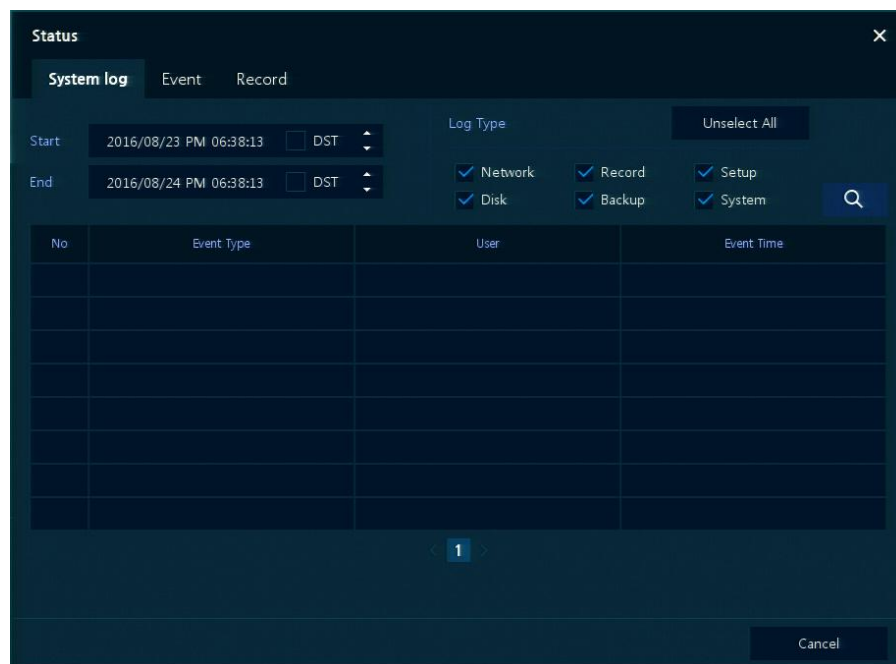 Status
System log Event Record
Log Type Unselect All
Start 2016/08/23 PM 06:38:13 DST
End 2016/08/24 PM 06:38:13 DST
Network Record Setup
Disk Backup System
No Event Type User Event Time
1
Cancel